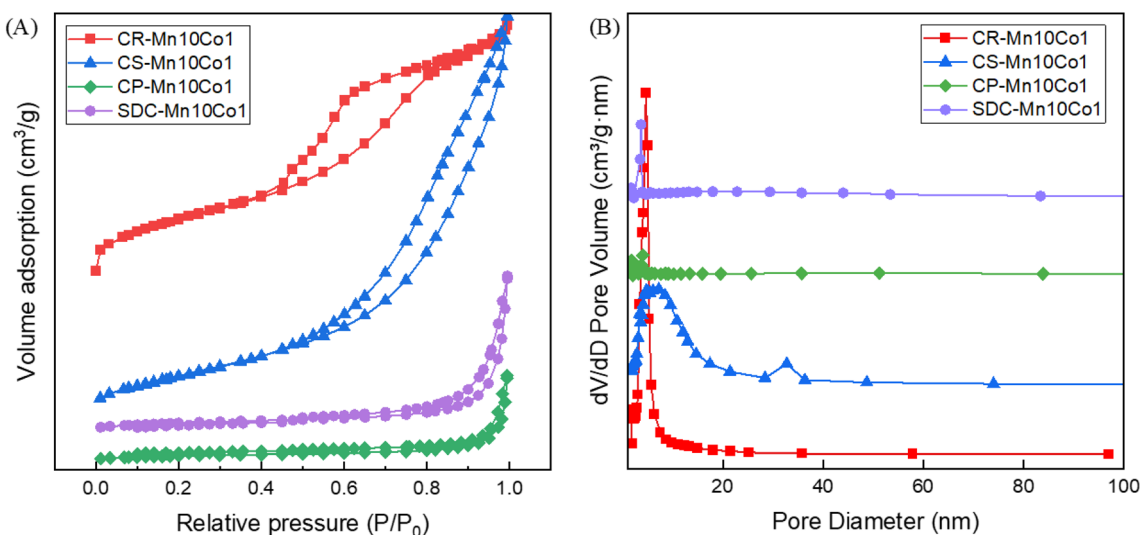 (A)
CR-Mn10Co1
CS-Mn10Co1
CP-Mn10Co1
SDC-Mn10Co1
Volume adsorption (cm³/g)
0.0 0.2 0.4 0.6 0.8 1.0
Relative pressure (P/P₀)
(B)
CR-Mn10Co1
CS-Mn10Co1
CP-Mn10Co1
SDC-Mn10Co1
dV/dD Pore Volume (cm³/g·nm)
20 40 60 80 100
Pore Diameter (nm)